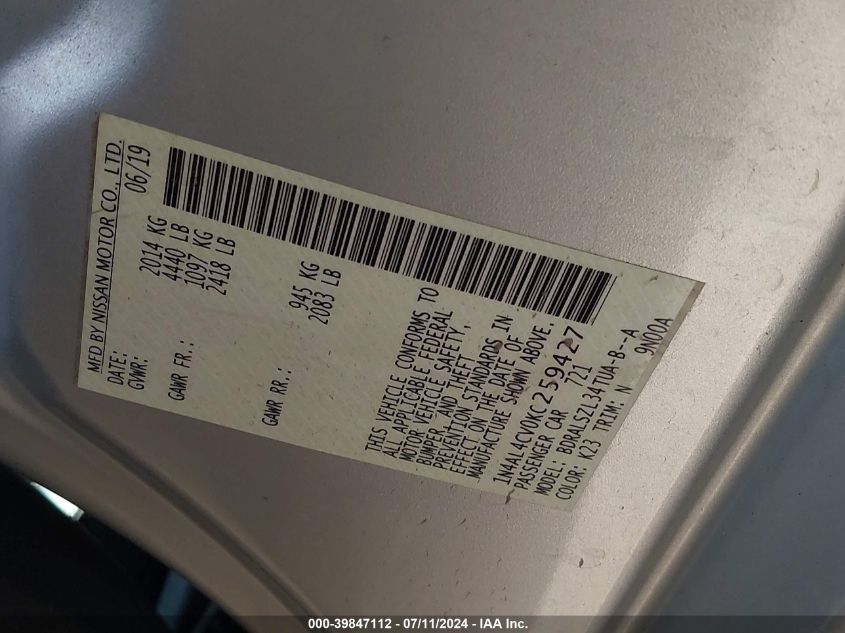 MFD BY NISSAN MOTOR CO., LTD.
DATE: 06/19
GVWR: 2014 KG
4440 LB
GAWR FR.: 1097 KG
2418 LB
GAWR RR.: 945 KG
2083 LB
THIS VEHICLE CONFORMS TO
ALL APPLICABLE FEDERAL
MOTOR VEHICLE SAFETY,
BUMPER, AND THEFT
PREVENTION STANDARDS IN
EFFECT ON THE DATE OF
MANUFACTURE SHOWN ABOVE.
1N4AL4CV0KC259427
PASSENGER CAR 721
MODEL: BDRALSZL34TUA-B--A
COLOR: K23 TRIM: N 9N00A
000-39847112 - 07/11/2024 - IAA Inc.